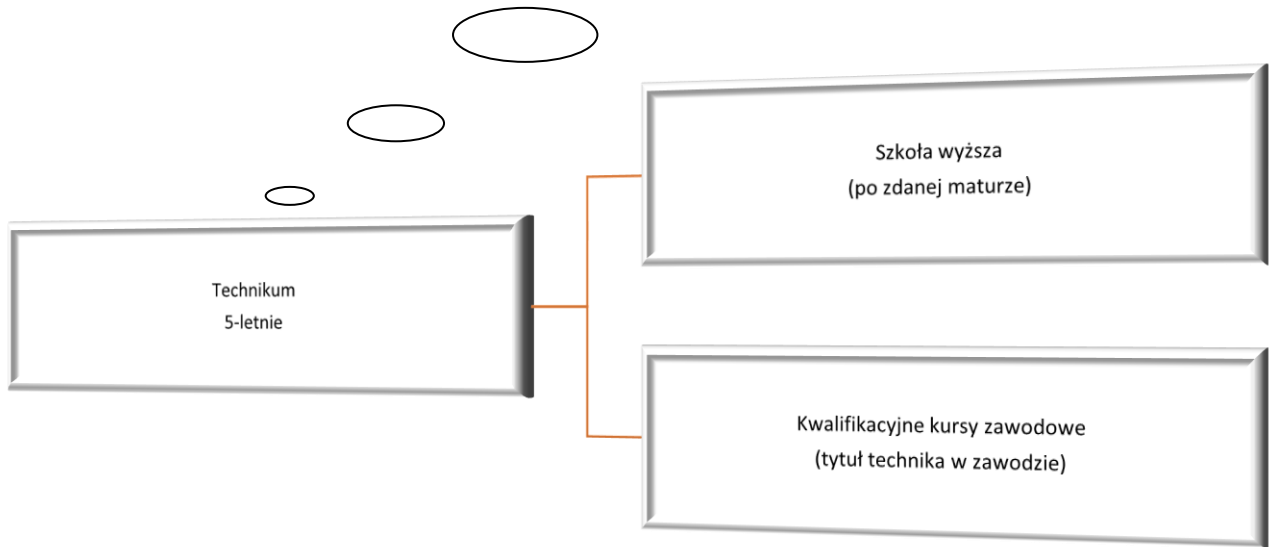 Szkoła wyższa
(po zdanej maturze)
Technikum
5-letnie
Kwalifikacyjne kursy zawodowe
(tytuł technika w zawodzie)